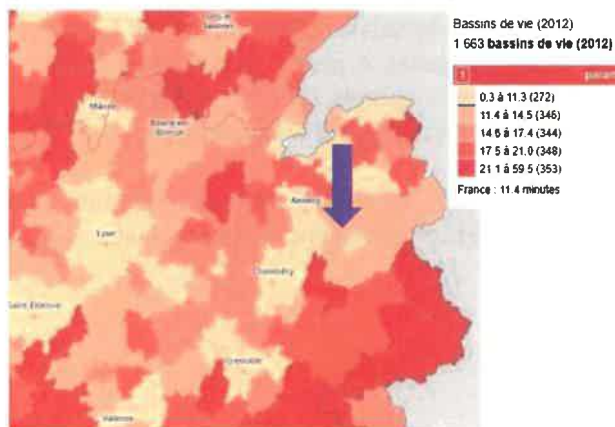 Bassins de vie (2012)
1 663 bassins de vie (2012)
0.3 à 11.3 (272)
11.4 à 14.5 (346)
14.6 à 17.4 (344)
17.5 à 21.0 (348)
21.1 à 59.5 (353)
France : 11.4 minutes
Mâcon
Bourg-en-
Bresse
Annecy
Lyon
Chambéry
Saint-Étienne
Grenoble
Valence